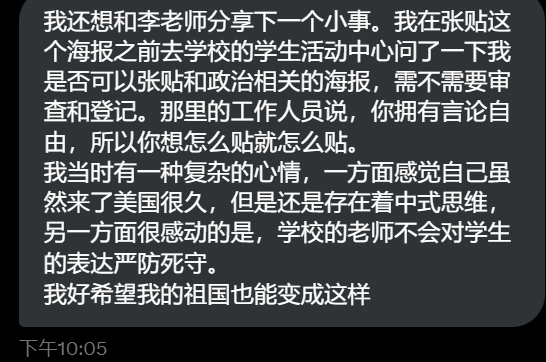 我还想和李老师分享下一个小事。我在张贴这
个海报之前去学校的学生活动中心问了一下我
是否可以张贴和政治相关的海报，需不需要审
查和登记。那里的工作人员说，你拥有言论自
由，所以你想怎么贴就怎么贴。
我当时有一种复杂的心情，一方面感觉自己虽
然来了美国很久，但是还是存在着中式思维，
另一方面很感动的是，学校的老师不会对学生
的表达严防死守。
我好希望我的祖国也能变成这样
下午10:05